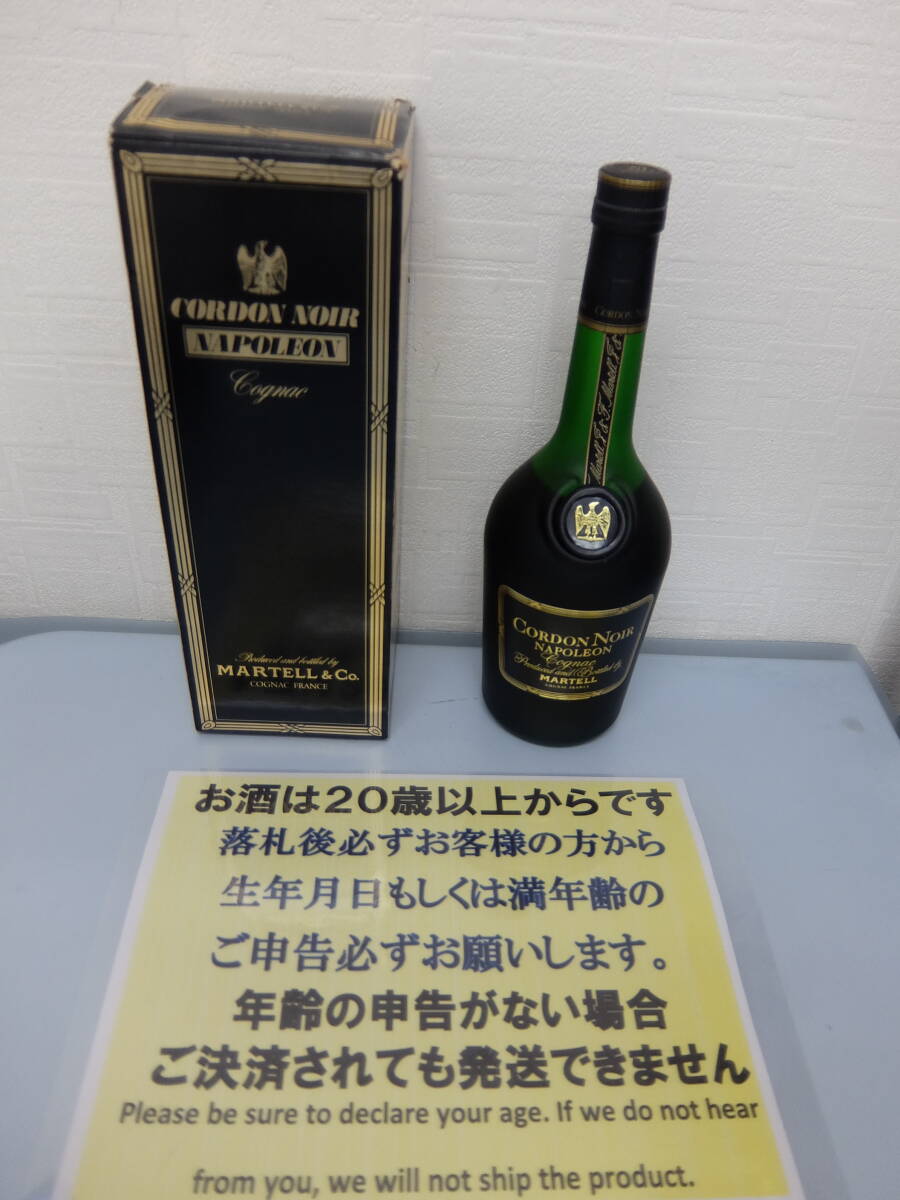 CORDON NOIR
NAPOLEON
Cognac
Produced and bottled by
MARTELL & Co.
COGNAC FRANCE
CORDON NOIR
NAPOLEON
Cognac
Produced and Bottled by
MARTELL
COGNAC FRANCE
お酒は20歳以上からです
落札後必ずお客様の方から
生年月日もしくは満年齢の
ご申告必ずお願いします。
年齢の申告がない場合
ご決済されても発送できません
Please be sure to declare your age. If we do not hear
from you, we will not ship the product.